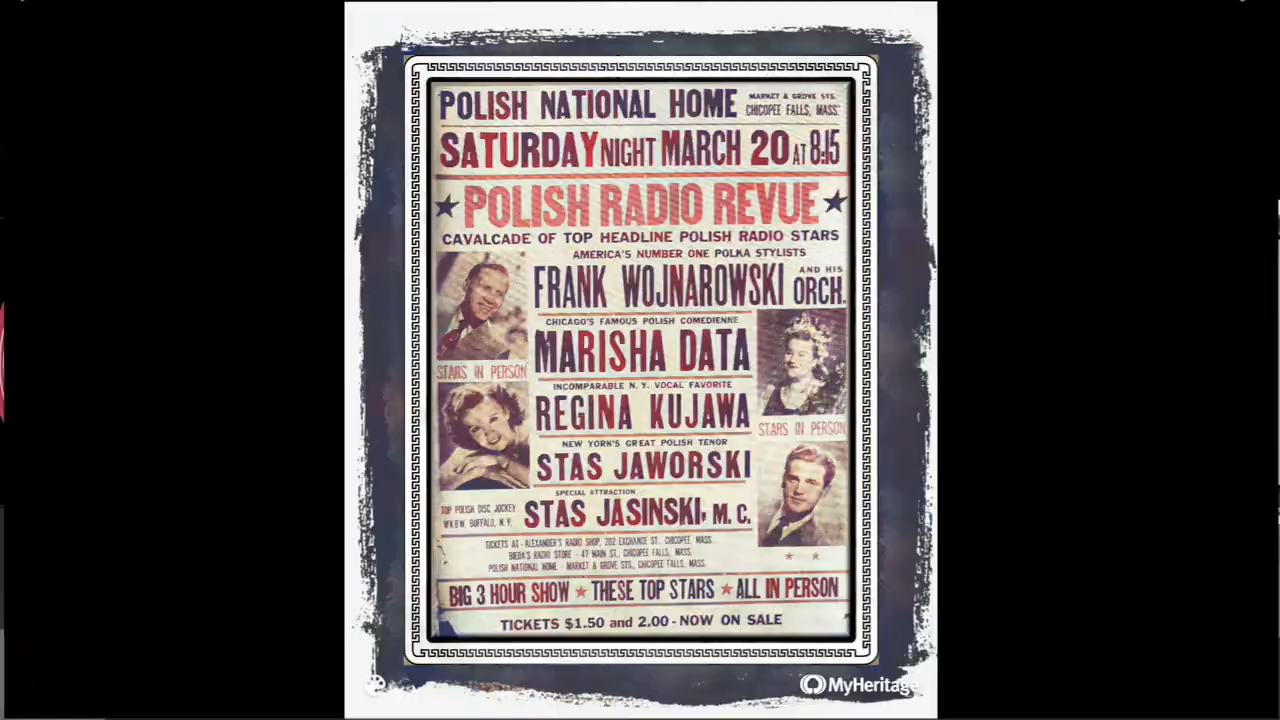 POLISH NATIONAL HOME
MARKET & GROVE STS.
CHICOPEE FALLS, MASS.
SATURDAY NIGHT MARCH 20 AT 8:15
POLISH RADIO REVUE
CAVALCADE OF TOP HEADLINE POLISH RADIO STARS
AMERICA'S NUMBER ONE POLKA STYLISTS
FRANK WOJNAROWSKI AND HIS ORCH.
CHICAGO'S FAMOUS POLISH COMEDIENNE
MARISHA DATA
STARS IN PERSON
INCOMPARABLE N. Y. VOCAL FAVORITE
REGINA KUJAWA
STARS IN PERSON
NEW YORK'S GREAT POLISH TENOR
STAS JAWORSKI
SPECIAL ATTRACTION
TOP POLISH DISC JOCKEY
WKBW. BUFFALO, N. Y.
STAS JASINSKI, M. C.
TICKETS AT - ALEXANDER'S RADIO SHOP, 202 EXCHANGE ST., CHICOPEE, MASS.
BIEDA'S RADIO STORE - 47 MAIN ST., CHICOPEE FALLS, MASS.
POLISH NATIONAL HOME - MARKET & GROVE STS., CHICOPEE FALLS, MASS.
BIG 3 HOUR SHOW ★ THESE TOP STARS ★ ALL IN PERSON
TICKETS $1.50 and 2.00 - NOW ON SALE
MyHeritage